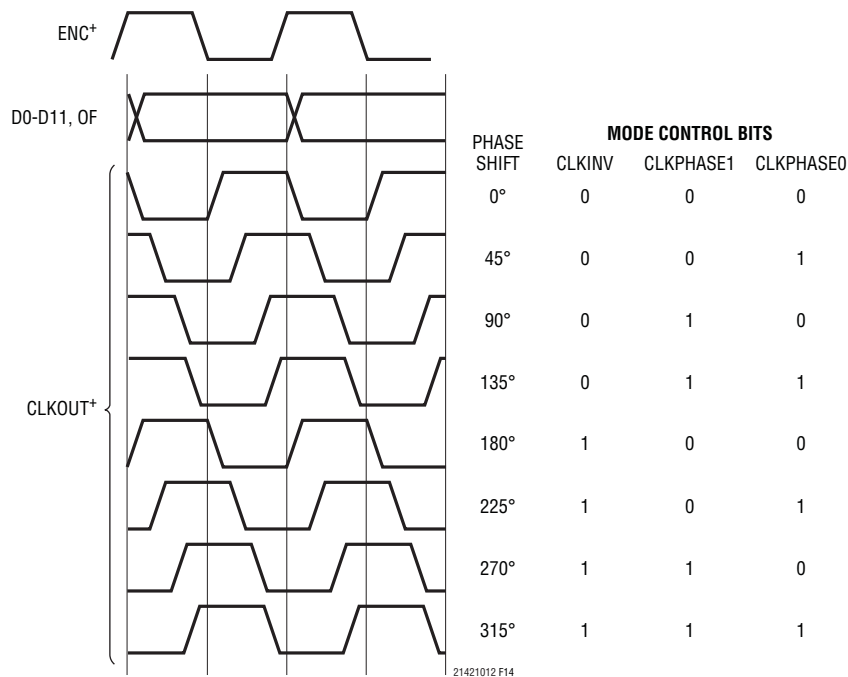 ENC+
D0-D11, OF
CLKOUT+
MODE CONTROL BITS
PHASE SHIFT CLKINV CLKPHASE1 CLKPHASE0
0° 0 0 0
45° 0 0 1
90° 0 1 0
135° 0 1 1
180° 1 0 0
225° 1 0 1
270° 1 1 0
315° 1 1 1
21421012 F14